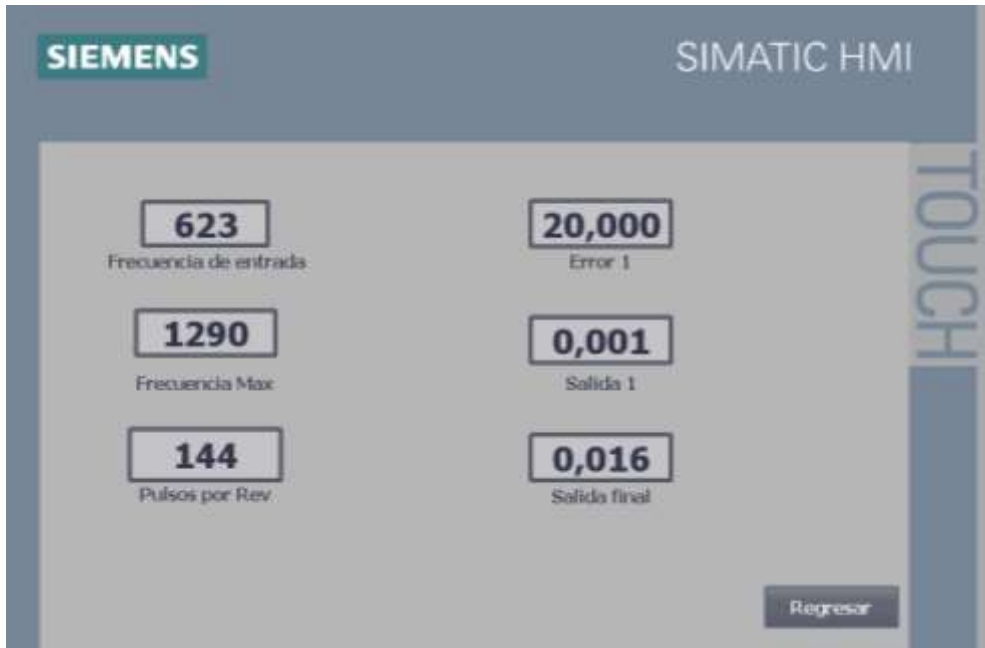 SIEMENS
SIMATIC HMI
TOUCH
623
Frecuencia de entrada
20,000
Error 1
1290
Frecuencia Max
0,001
Salida 1
144
Pulsos por Rev
0,016
Salida final
Regresar